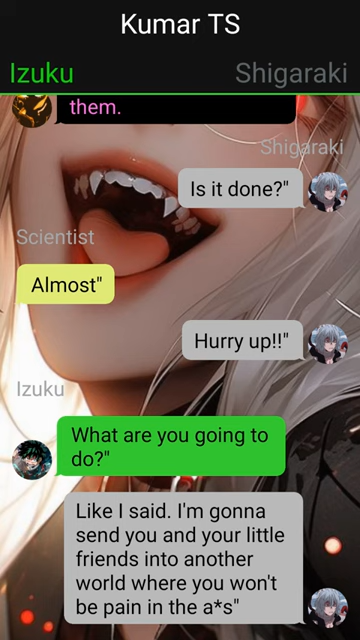 Kumar TS
Izuku
Shigaraki
them.
Shigaraki
Is it done?"
Scientist
Almost"
Hurry up!!"
Izuku
What are you going to
do?"
Like I said. I'm gonna
send you and your little
friends into another
world where you won't
be pain in the a*s"